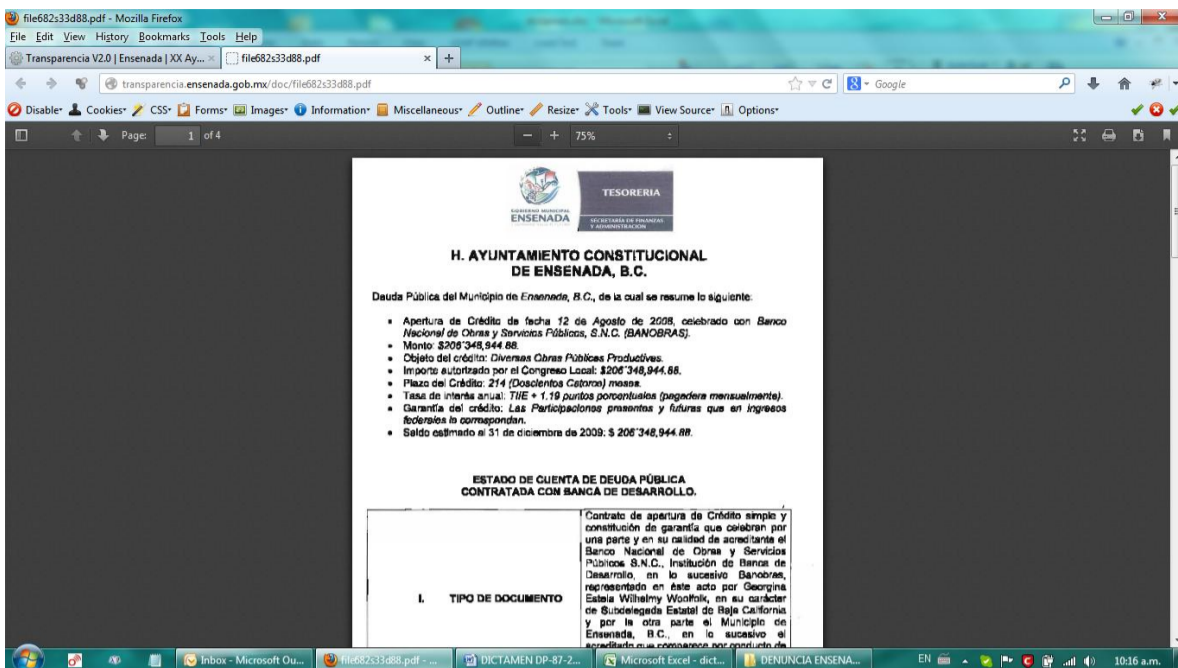 file682s33d88.pdf - Mozilla Firefox
File Edit View History Bookmarks Tools Help
Transparencia V2.0 | Ensenada | XX Ay... × file682s33d88.pdf × +
transparencia.ensenada.gob.mx/doc/file682s33d88.pdf Google
Disable Cookies CSS Forms Images Information Miscellaneous Outline Resize Tools View Source Options
Page: 1 of 4 − + 75%
GOBIERNO MUNICIPAL
ENSENADA
TESORERIA
SECRETARÍA DE FINANZAS
Y ADMINISTRACIÓN
H. AYUNTAMIENTO CONSTITUCIONAL
DE ENSENADA, B.C.
Deuda Pública del Municipio de Ensenada, B.C., de la cual se resume lo siguiente:
• Apertura de Crédito de fecha 12 de Agosto de 2008, celebrado con Banco
Nacional de Obras y Servicios Públicos, S.N.C. (BANOBRAS).
• Monto: $206´348,944.88.
• Objeto del crédito: Diversas Obras Públicas Productivas.
• Importe autorizado por el Congreso Local: $206´348,944.88.
• Plazo del Crédito: 214 (Doscientos Catorce) meses.
• Tasa de interés anual: TIIE + 1.19 puntos porcentuales (pagadera mensualmente).
• Garantía del crédito: Las Participaciones presentes y futuras que en ingresos
federales le correspondan.
• Saldo estimado al 31 de diciembre de 2009: $ 206´348,944.88.
ESTADO DE CUENTA DE DEUDA PÚBLICA
CONTRATADA CON BANCA DE DESARROLLO.
I. TIPO DE DOCUMENTO
Contrato de apertura de Crédito simple y
constitución de garantía que celebran por
una parte y en su calidad de acreditante el
Banco Nacional de Obras y Servicios
Públicos S.N.C., Institución de Banca de
Desarrollo, en lo sucesivo Banobras,
representado en éste acto por Georgina
Estela Wilhelmy Woolfolk, en su carácter
de Subdelegada Estatal de Baja California
y por la otra parte el Municipio de
Ensenada, B.C., en lo sucesivo el
acreditado que comparece por conducto de
Inbox - Microsoft Ou... file682s33d88.pdf - ... DICTAMEN DP-87-2... Microsoft Excel - dict... DENUNCIA ENSENA... EN 10:16 a.m.